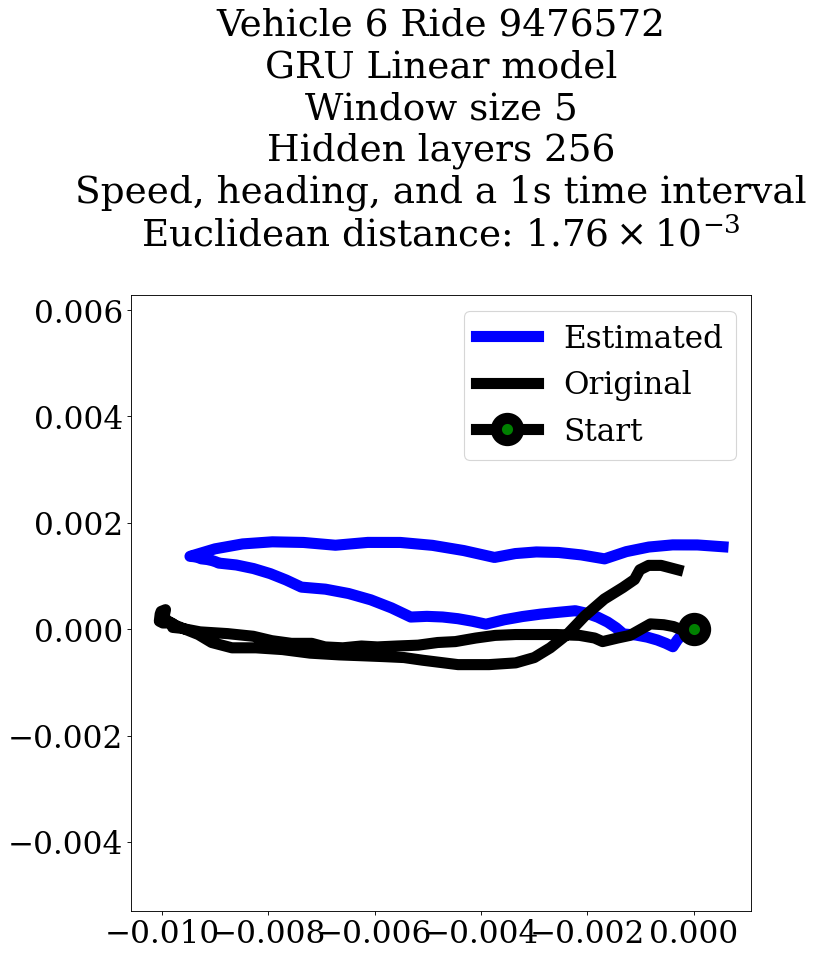 Vehicle 6 Ride 9476572
GRU Linear model
Window size 5
Hidden layers 256
Speed, heading, and a 1s time interval
Euclidean distance: 1.76 × 10⁻³
0.006
0.004
0.002
0.000
−0.002
−0.004
Estimated
Original
Start
−0.010 −0.008 −0.006 −0.004 −0.002 0.000